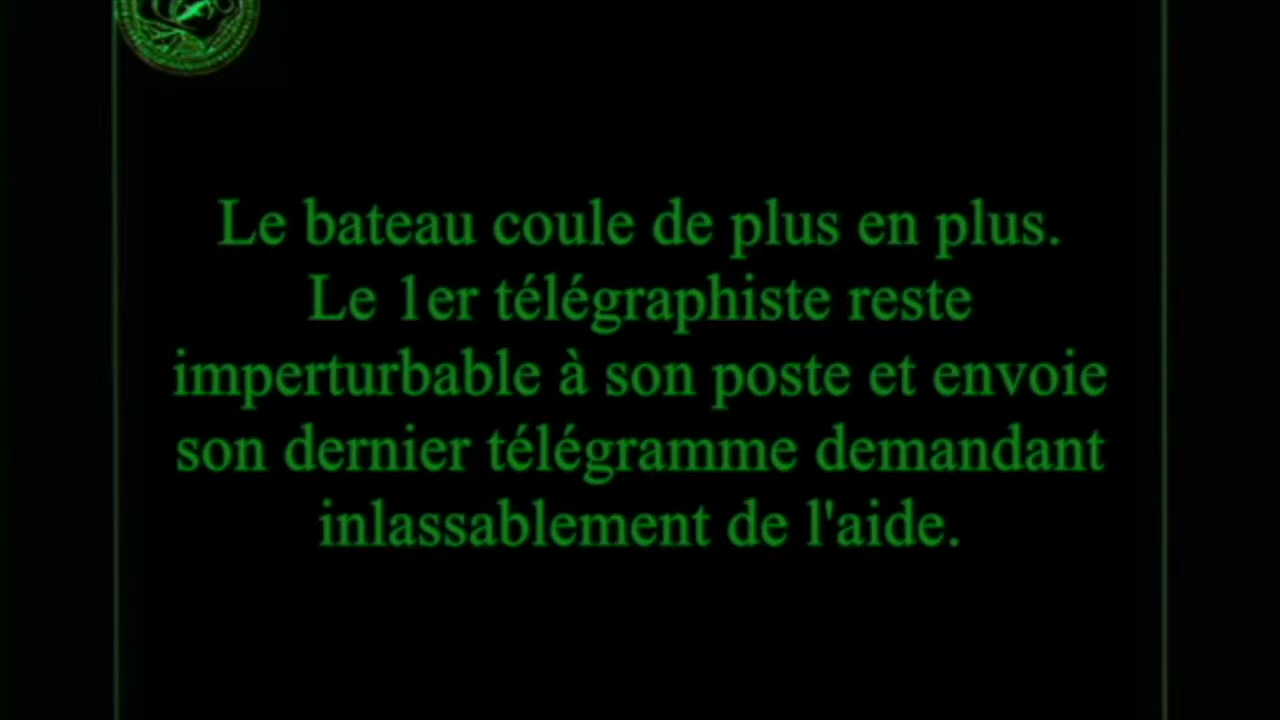 Le bateau coule de plus en plus.
Le 1er télégraphiste reste
imperturbable à son poste et envoie
son dernier télégramme demandant
inlassablement de l'aide.